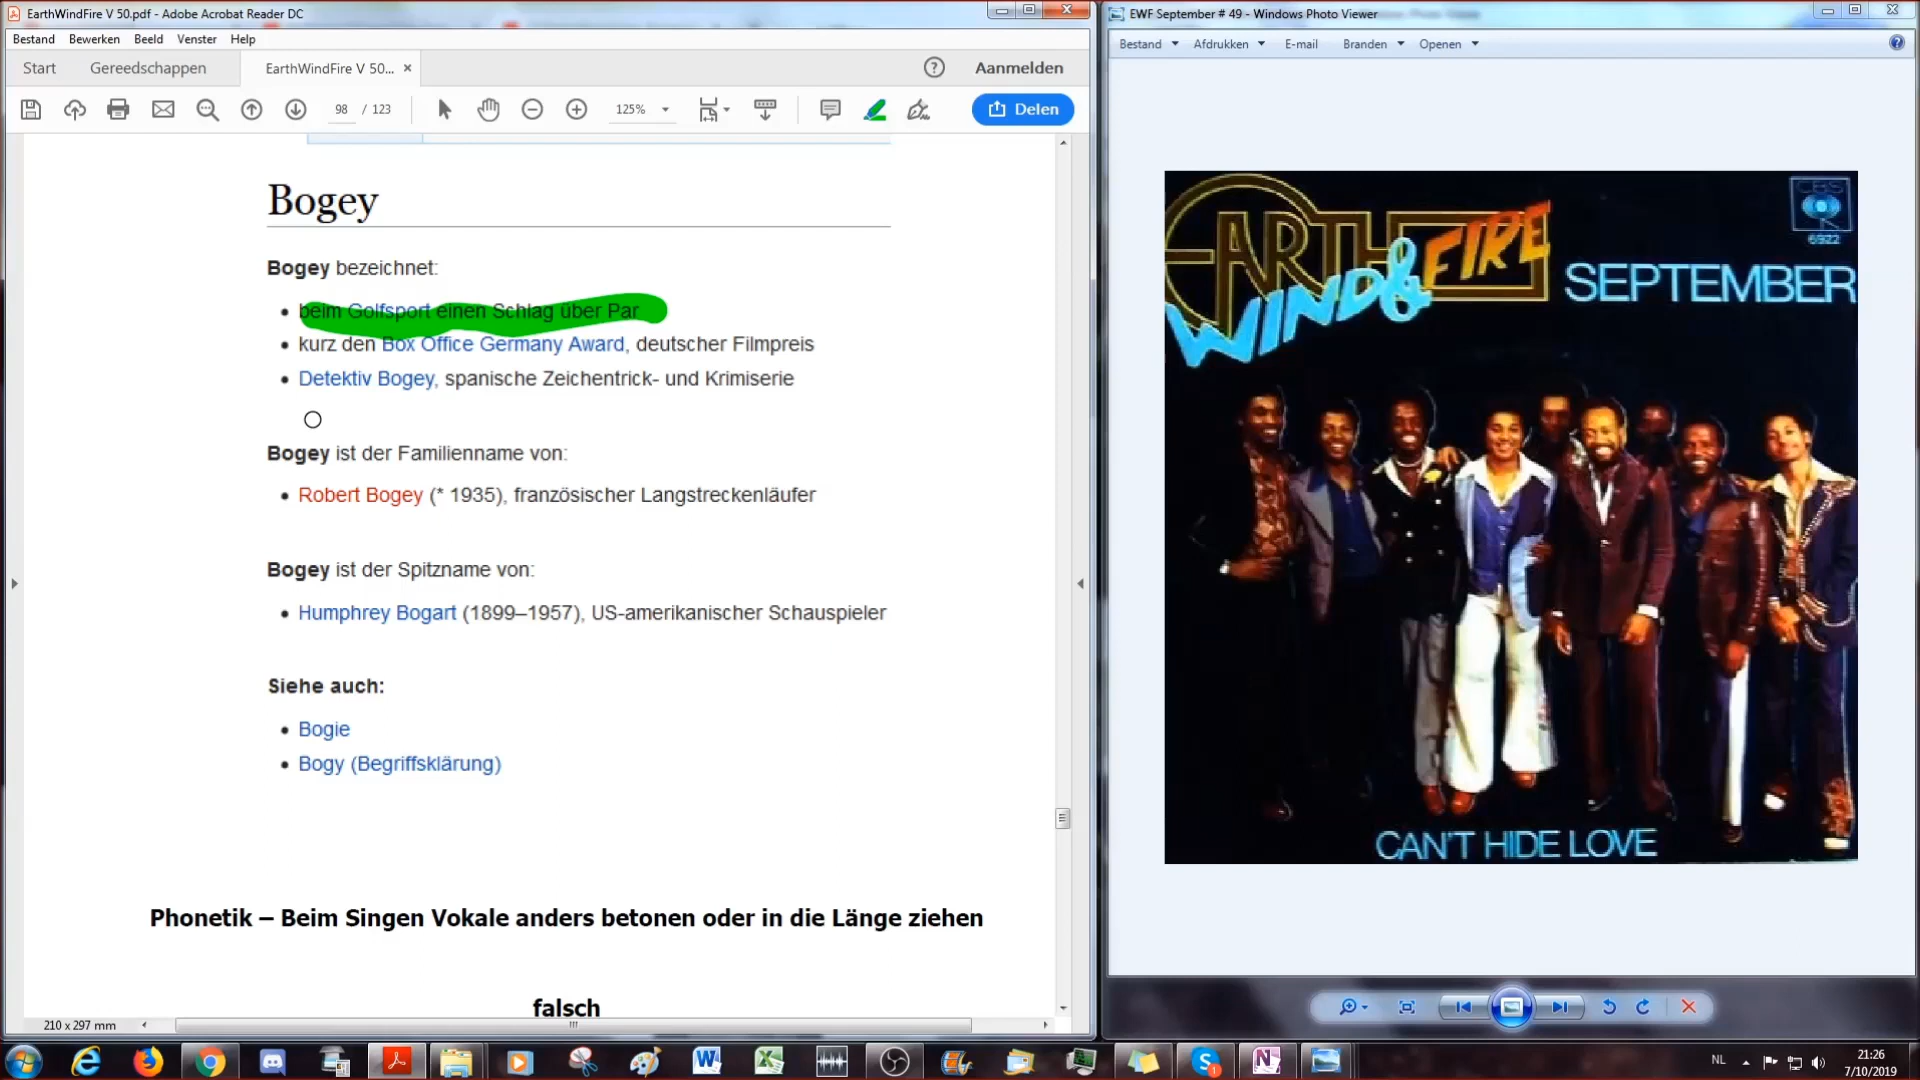 EarthWindFire V 50.pdf - Adobe Acrobat Reader DC
Bestand Bewerken Beeld Venster Help
Start Gereedschappen EarthWindFire V 50... × Aanmelden
98 / 123 125% Delen
Bogey
Bogey bezeichnet:
beim Golfsport einen Schlag über Par
kurz den Box Office Germany Award, deutscher Filmpreis
Detektiv Bogey, spanische Zeichentrick- und Krimiserie
Bogey ist der Familienname von:
Robert Bogey (* 1935), französischer Langstreckenläufer
Bogey ist der Spitzname von:
Humphrey Bogart (1899–1957), US-amerikanischer Schauspieler
Siehe auch:
Bogie
Bogy (Begriffsklärung)
Phonetik – Beim Singen Vokale anders betonen oder in die Länge ziehen
falsch
210 x 297 mm
EWF September # 49 - Windows Photo Viewer
Bestand Afdrukken E-mail Branden Openen
EARTH
WIND & FIRE
SEPTEMBER
CBS
6922
CAN'T HIDE LOVE
NL
21:26
7/10/2019